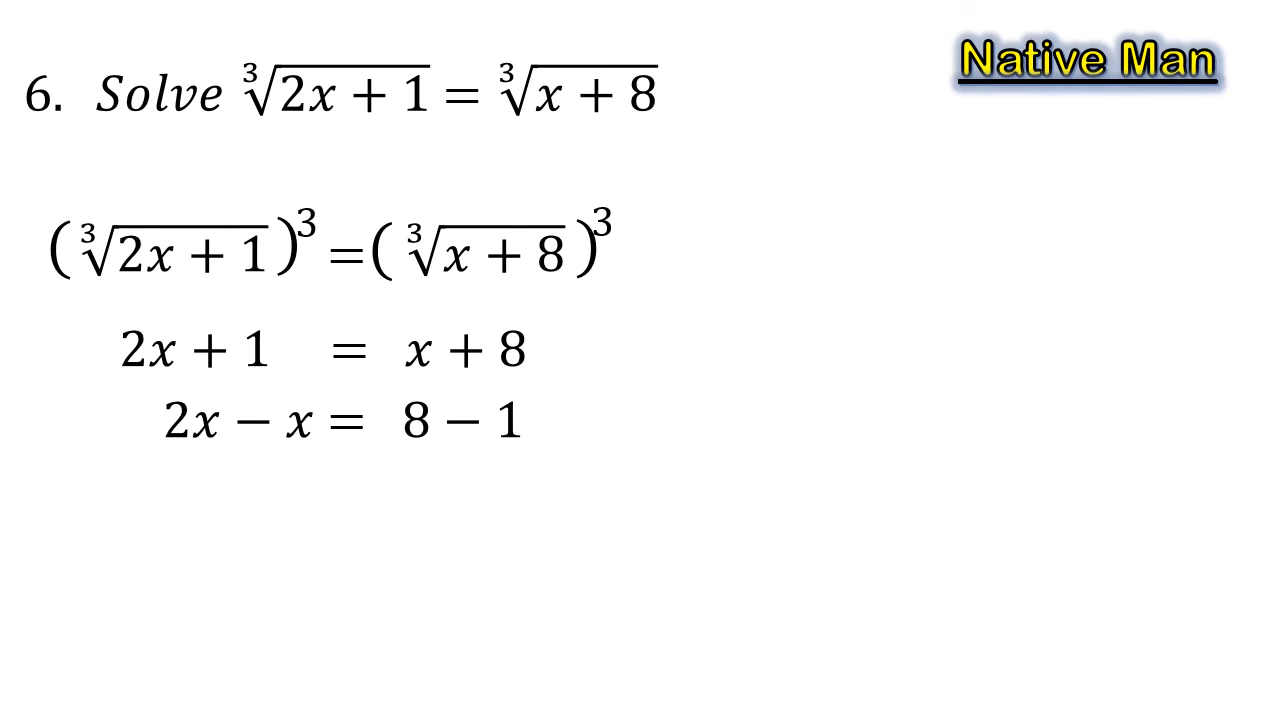 Native Man
6. Solve ∛(2x + 1) = ∛(x + 8)
(∛(2x + 1))³ = (∛(x + 8))³
2x + 1 = x + 8
2x − x = 8 − 1